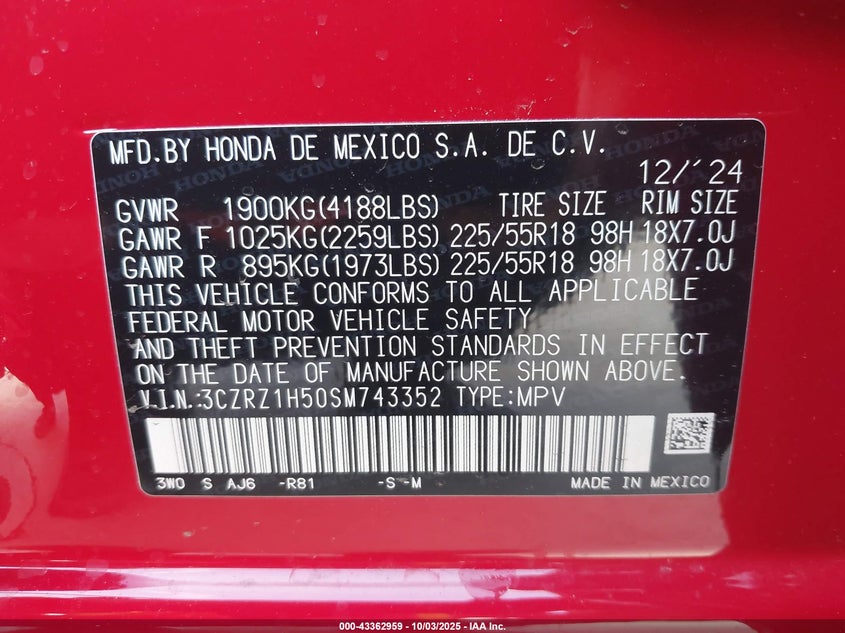 MFD.BY HONDA DE MEXICO S.A. DE C.V.
12/'24
GVWR 1900KG(4188LBS) TIRE SIZE RIM SIZE
GAWR F 1025KG(2259LBS) 225/55R18 98H 18X7.0J
GAWR R 895KG(1973LBS) 225/55R18 98H 18X7.0J
THIS VEHICLE CONFORMS TO ALL APPLICABLE
FEDERAL MOTOR VEHICLE SAFETY
AND THEFT PREVENTION STANDARDS IN EFFECT
ON THE DATE OF MANUFACTURE SHOWN ABOVE.
V.I.N.:3CZRZ1H50SM743352 TYPE:MPV
3W0 S AJ6 -R81 -S -M MADE IN MEXICO
000-43362959 | 10/03/2025 - IAA Inc.